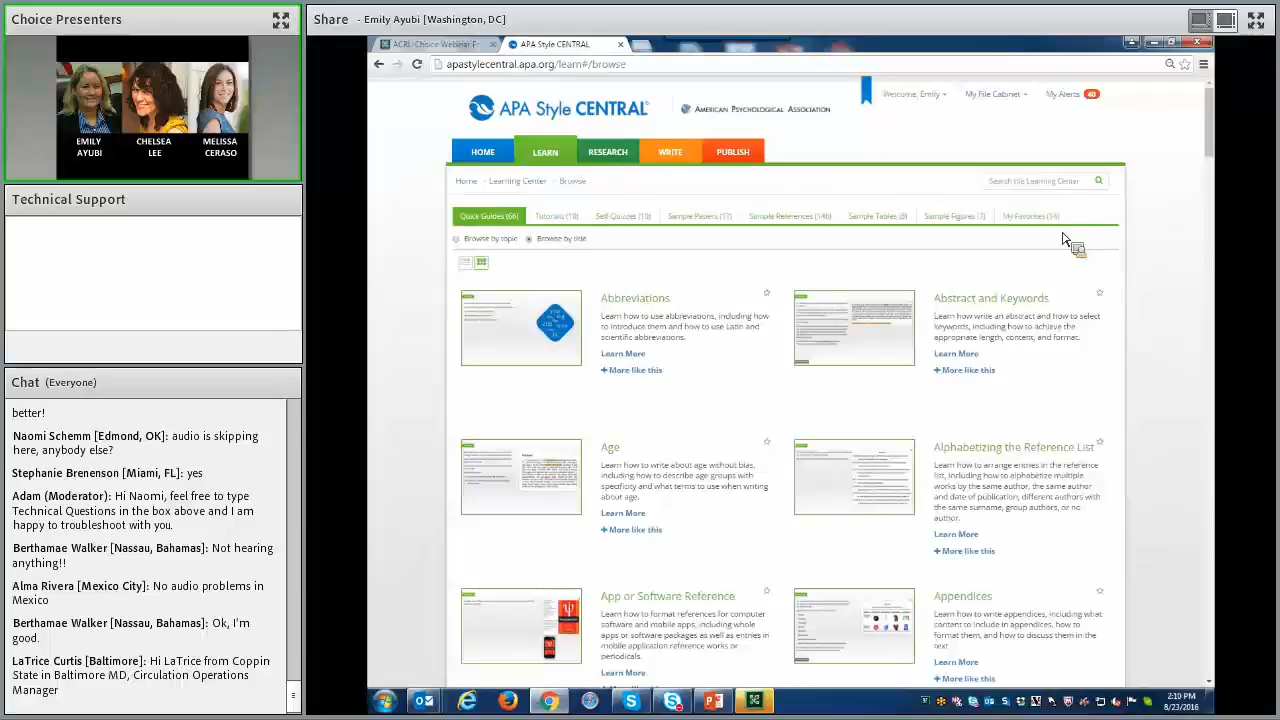 Choice Presenters
EMILY AYUBI
CHELSEA LEE
MELISSA CERASO
Technical Support
Chat (Everyone)
better!
Naomi Schemm [Edmond, OK]: audio is skipping
here, anybody else?
Stephanie Brenenson [Miami, FL]: yes
Adam (Moderator): Hi Naomi, feel free to type
Technical Questions in the box above and I am
happy to troubleshoot with you.
Berthamae Walker [Nassau, Bahamas]: Not hearing
anything!!
Alma Rivera [Mexico City]: No audio problems in
Mexico
Berthamae Walker [Nassau, Bahamas]: Ok, I'm
good.
LaTrice Curtis [Baltimore]: Hi LaTrice from Coppin
State in Baltimore MD, Circulation Operations
Manager
Share - Emily Ayubi [Washington, DC]
ACRL-Choice Webinar P
APA Style CENTRAL
apastylecentral.apa.org/learn#/browse
APA Style CENTRAL
AMERICAN PSYCHOLOGICAL ASSOCIATION
Welcome, Emily
My File Cabinet
My Alerts 40
HOME
LEARN
RESEARCH
WRITE
PUBLISH
Home
Learning Center
Browse
Search the Learning Center
Quick Guides (66)
Tutorials (18)
Self-Quizzes (10)
Sample Papers (17)
Sample References (146)
Sample Tables (8)
Sample Figures (7)
My Favorites (14)
Browse by topic
Browse by title
Abbreviations
Learn how to use abbreviations, including how
to introduce them and how to use Latin and
scientific abbreviations.
Learn More
+ More like this
Abstract and Keywords
Learn how write an abstract and how to select
keywords, including how to achieve the
appropriate length, content, and format.
Learn More
+ More like this
Age
Learn how to write about age without bias,
including how to describe age groups with
specificity and what terms to use when writing
about age.
Learn More
+ More like this
Alphabetizing the Reference List
Learn how to arrange entries in the reference
list, including how to alphabetize multiple
works by the same author, the same author
and date of publication, different authors with
the same surname, group authors, or no
author.
Learn More
+ More like this
App or Software Reference
Learn how to format references for computer
software and mobile apps, including whole
apps or software packages as well as entries in
mobile application reference works or
periodicals.
Learn More
Appendices
Learn how to write appendices, including what
content to include in appendices, how to
format them, and how to discuss them in the
text.
Learn More
+ More like this
2:10 PM
8/23/2016